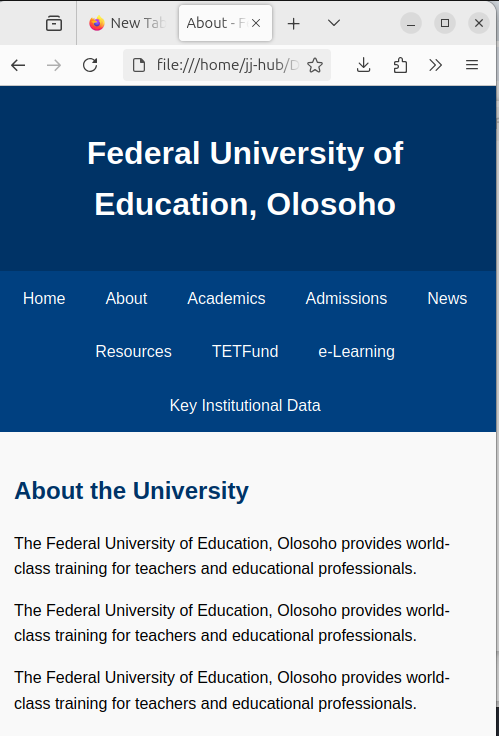 New Tab
About - F
file:///home/jj-hub/D
Federal University of
Education, Olosoho
Home About Academics Admissions News
Resources TETFund e-Learning
Key Institutional Data
About the University
The Federal University of Education, Olosoho provides world-
class training for teachers and educational professionals.
The Federal University of Education, Olosoho provides world-
class training for teachers and educational professionals.
The Federal University of Education, Olosoho provides world-
class training for teachers and educational professionals.